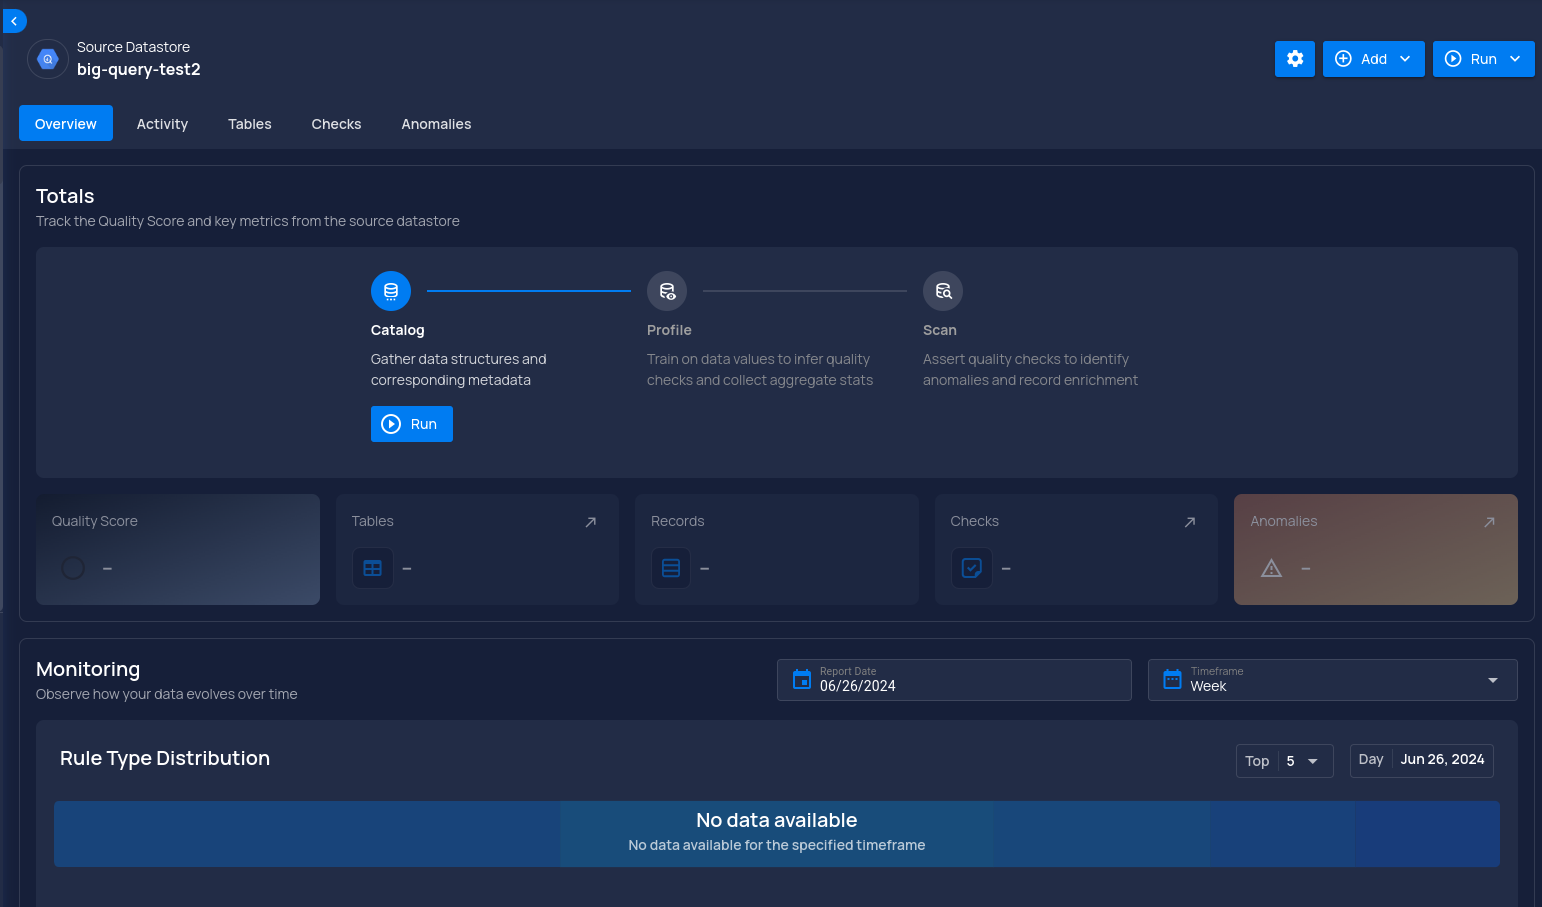 Source Datastore
big-query-test2
Add
Run
Overview
Activity
Tables
Checks
Anomalies
Totals
Track the Quality Score and key metrics from the source datastore
Catalog
Gather data structures and
corresponding metadata
Run
Profile
Train on data values to infer quality
checks and collect aggregate stats
Scan
Assert quality checks to identify
anomalies and record enrichment
Quality Score
–
Tables
–
Records
–
Checks
–
Anomalies
–
Monitoring
Observe how your data evolves over time
Report Date
06/26/2024
Timeframe
Week
Rule Type Distribution
Top 5
Day Jun 26, 2024
No data available
No data available for the specified timeframe